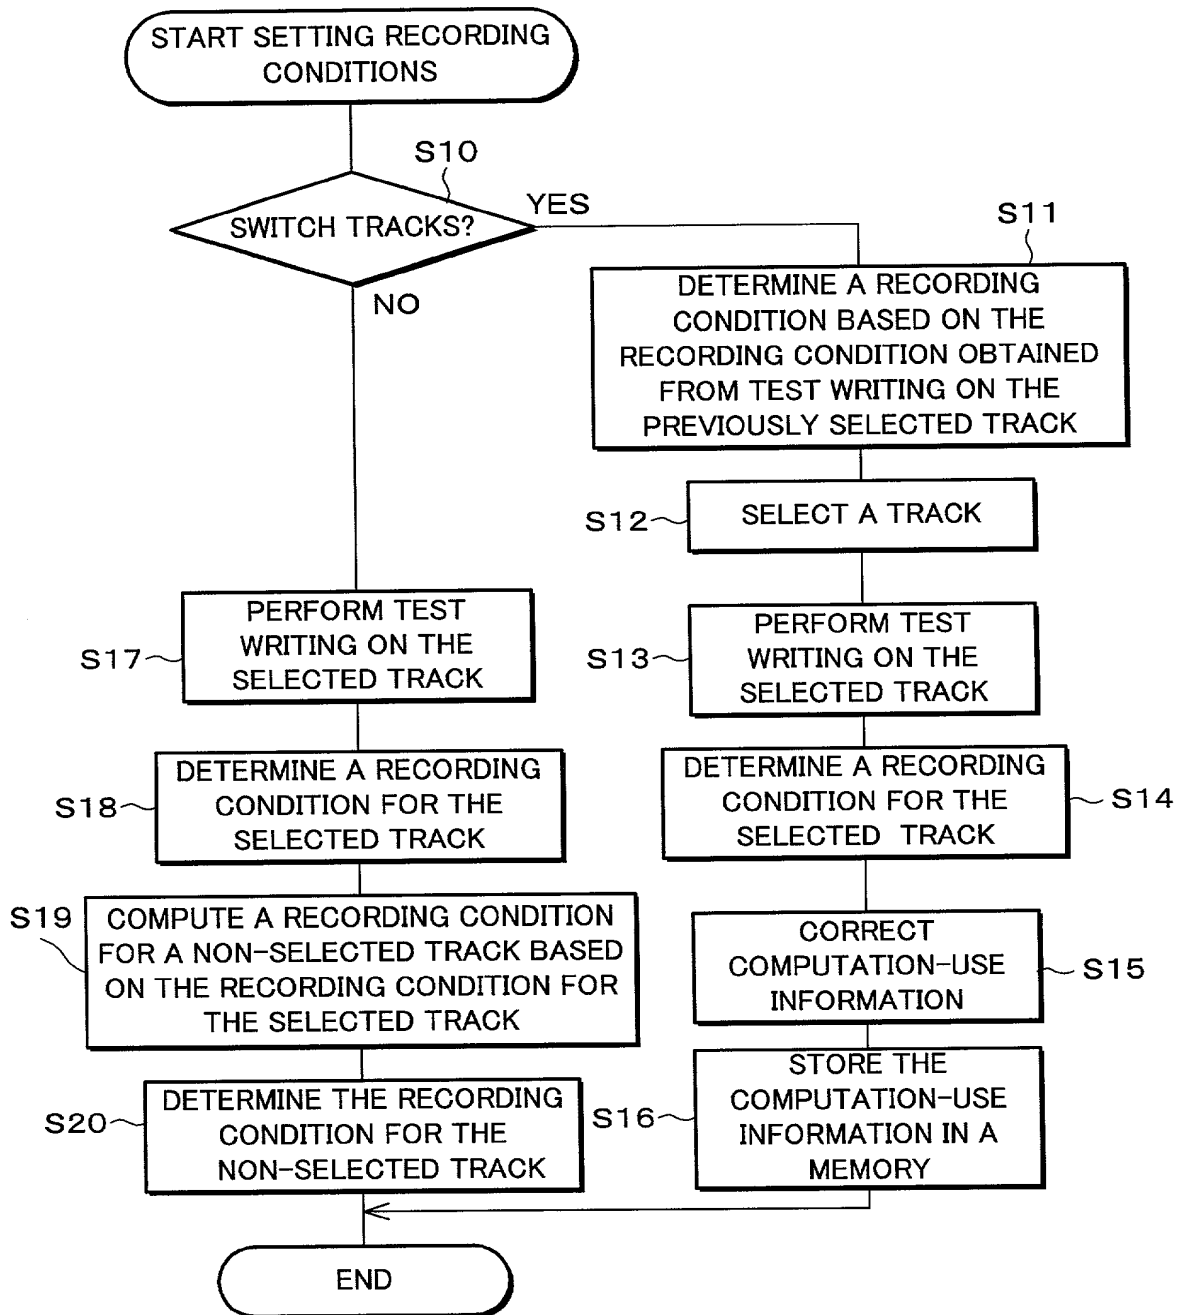 START SETTING RECORDING
CONDITIONS
S10
SWITCH TRACKS?
YES
NO
S11
DETERMINE A RECORDING
CONDITION BASED ON THE
RECORDING CONDITION OBTAINED
FROM TEST WRITING ON THE
PREVIOUSLY SELECTED TRACK
S12
SELECT A TRACK
S13
PERFORM TEST
WRITING ON THE
SELECTED TRACK
S14
DETERMINE A RECORDING
CONDITION FOR THE
SELECTED TRACK
S15
CORRECT
COMPUTATION-USE
INFORMATION
S16
STORE THE
COMPUTATION-USE
INFORMATION IN A
MEMORY
S17
PERFORM TEST
WRITING ON THE
SELECTED TRACK
S18
DETERMINE A RECORDING
CONDITION FOR THE
SELECTED TRACK
S19
COMPUTE A RECORDING CONDITION
FOR A NON-SELECTED TRACK BASED
ON THE RECORDING CONDITION FOR
THE SELECTED TRACK
S20
DETERMINE THE RECORDING
CONDITION FOR THE
NON-SELECTED TRACK
END